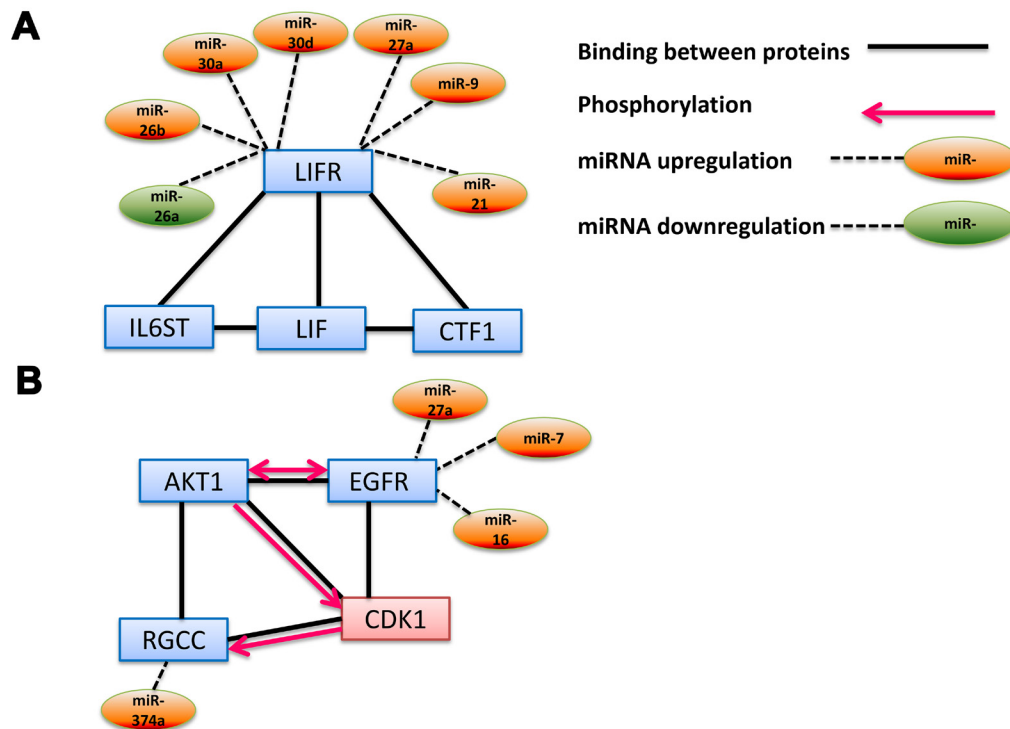 A
miR-
30a
miR-
30d
miR-
27a
miR-9
miR-
26b
miR-
26a
miR-
21
LIFR
IL6ST
LIF
CTF1
Binding between proteins
Phosphorylation
miRNA upregulation
miR-
miRNA downregulation
miR-
B
miR-
27a
miR-7
miR-
16
AKT1
EGFR
CDK1
RGCC
miR-
374a